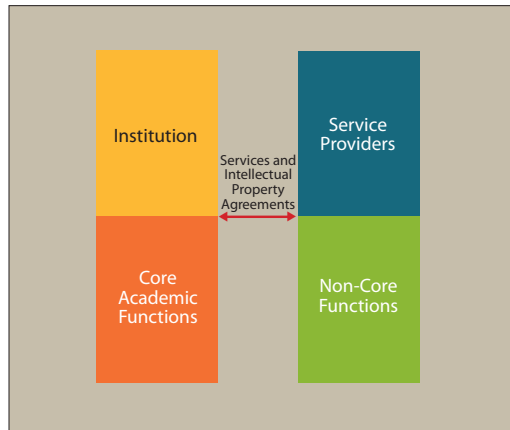 Institution
Service
Providers
Services and
Intellectual
Property
Agreements
Core
Academic
Functions
Non-Core
Functions